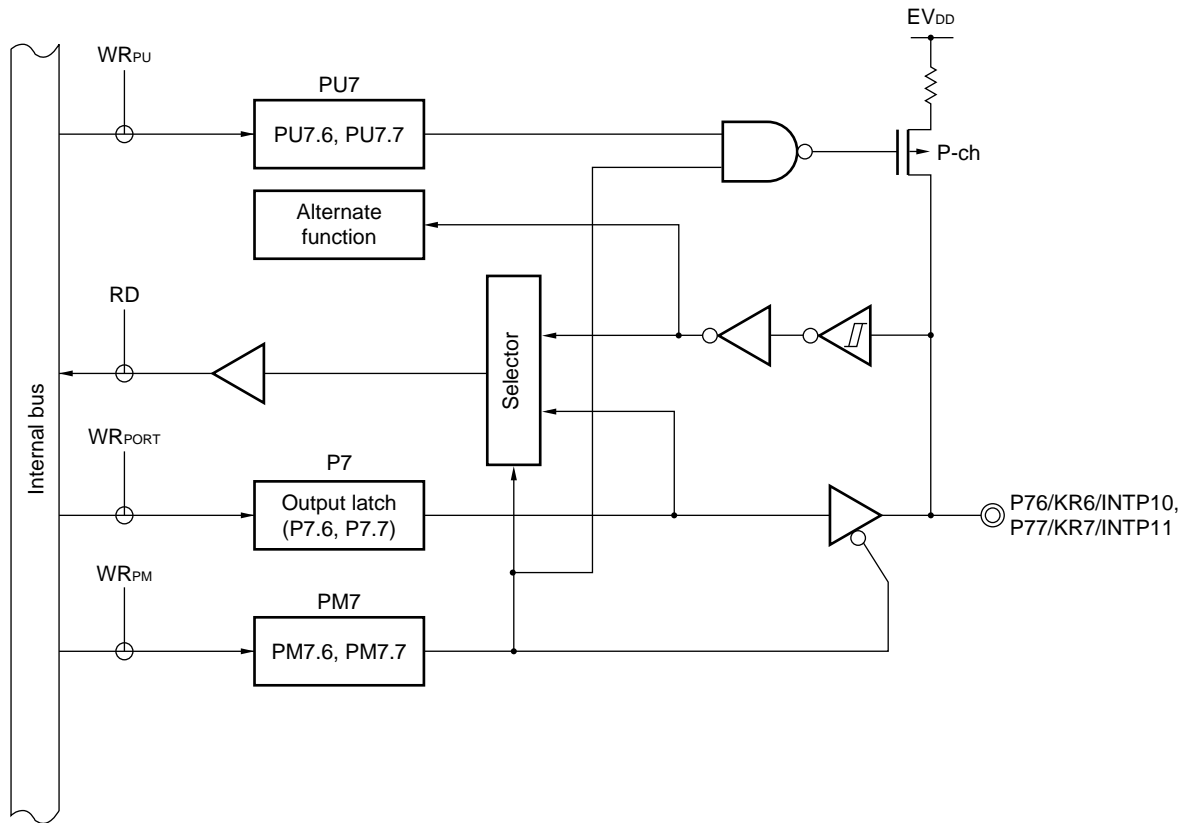 EVDD
WRPU
PU7
PU7.6, PU7.7
P-ch
Alternate
function
RD
Selector
Internal bus
WRPORT
P7
Output latch
(P7.6, P7.7)
P76/KR6/INTP10,
P77/KR7/INTP11
WRPM
PM7
PM7.6, PM7.7